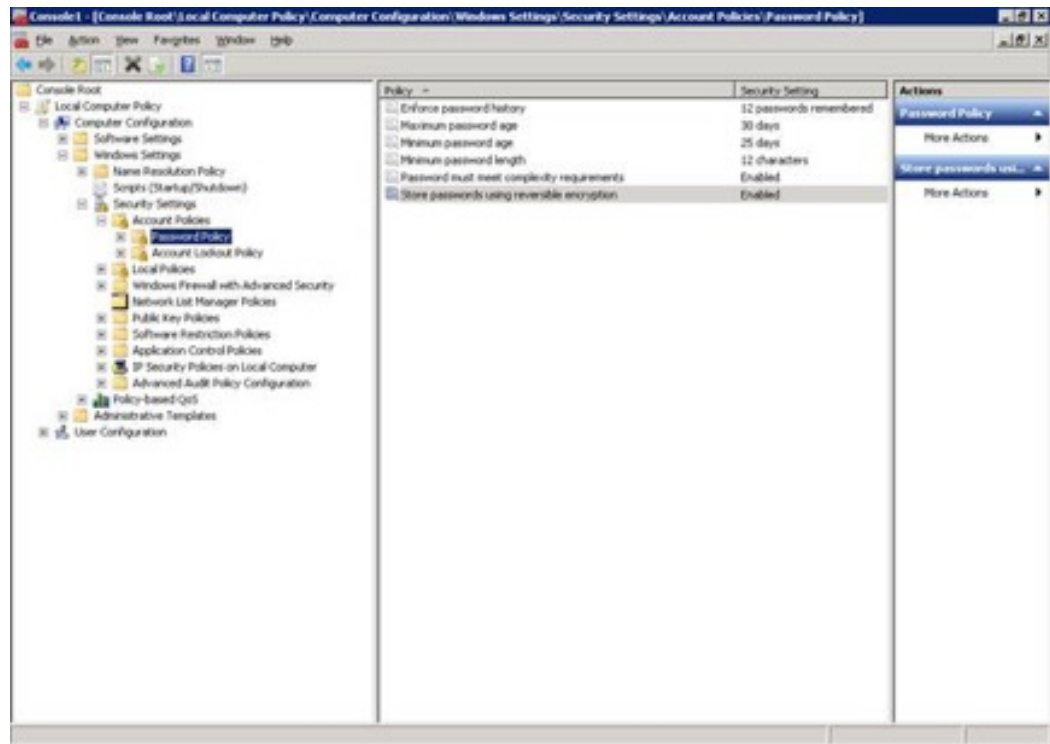 Console1 - [Console Root\Local Computer Policy\Computer Configuration\Windows Settings\Security Settings\Account Policies\Password Policy]
File Action View Favorites Window Help
Console Root
Local Computer Policy
Computer Configuration
Software Settings
Windows Settings
Name Resolution Policy
Scripts (Startup/Shutdown)
Security Settings
Account Policies
Password Policy
Account Lockout Policy
Local Policies
Windows Firewall with Advanced Security
Network List Manager Policies
Public Key Policies
Software Restriction Policies
Application Control Policies
IP Security Policies on Local Computer
Advanced Audit Policy Configuration
Policy-based QoS
Administrative Templates
User Configuration
Policy Security Setting
Enforce password history 12 passwords remembered
Maximum password age 30 days
Minimum password age 25 days
Minimum password length 12 characters
Password must meet complexity requirements Enabled
Store passwords using reversible encryption Enabled
Actions
Password Policy
More Actions
Store passwords usi...
More Actions